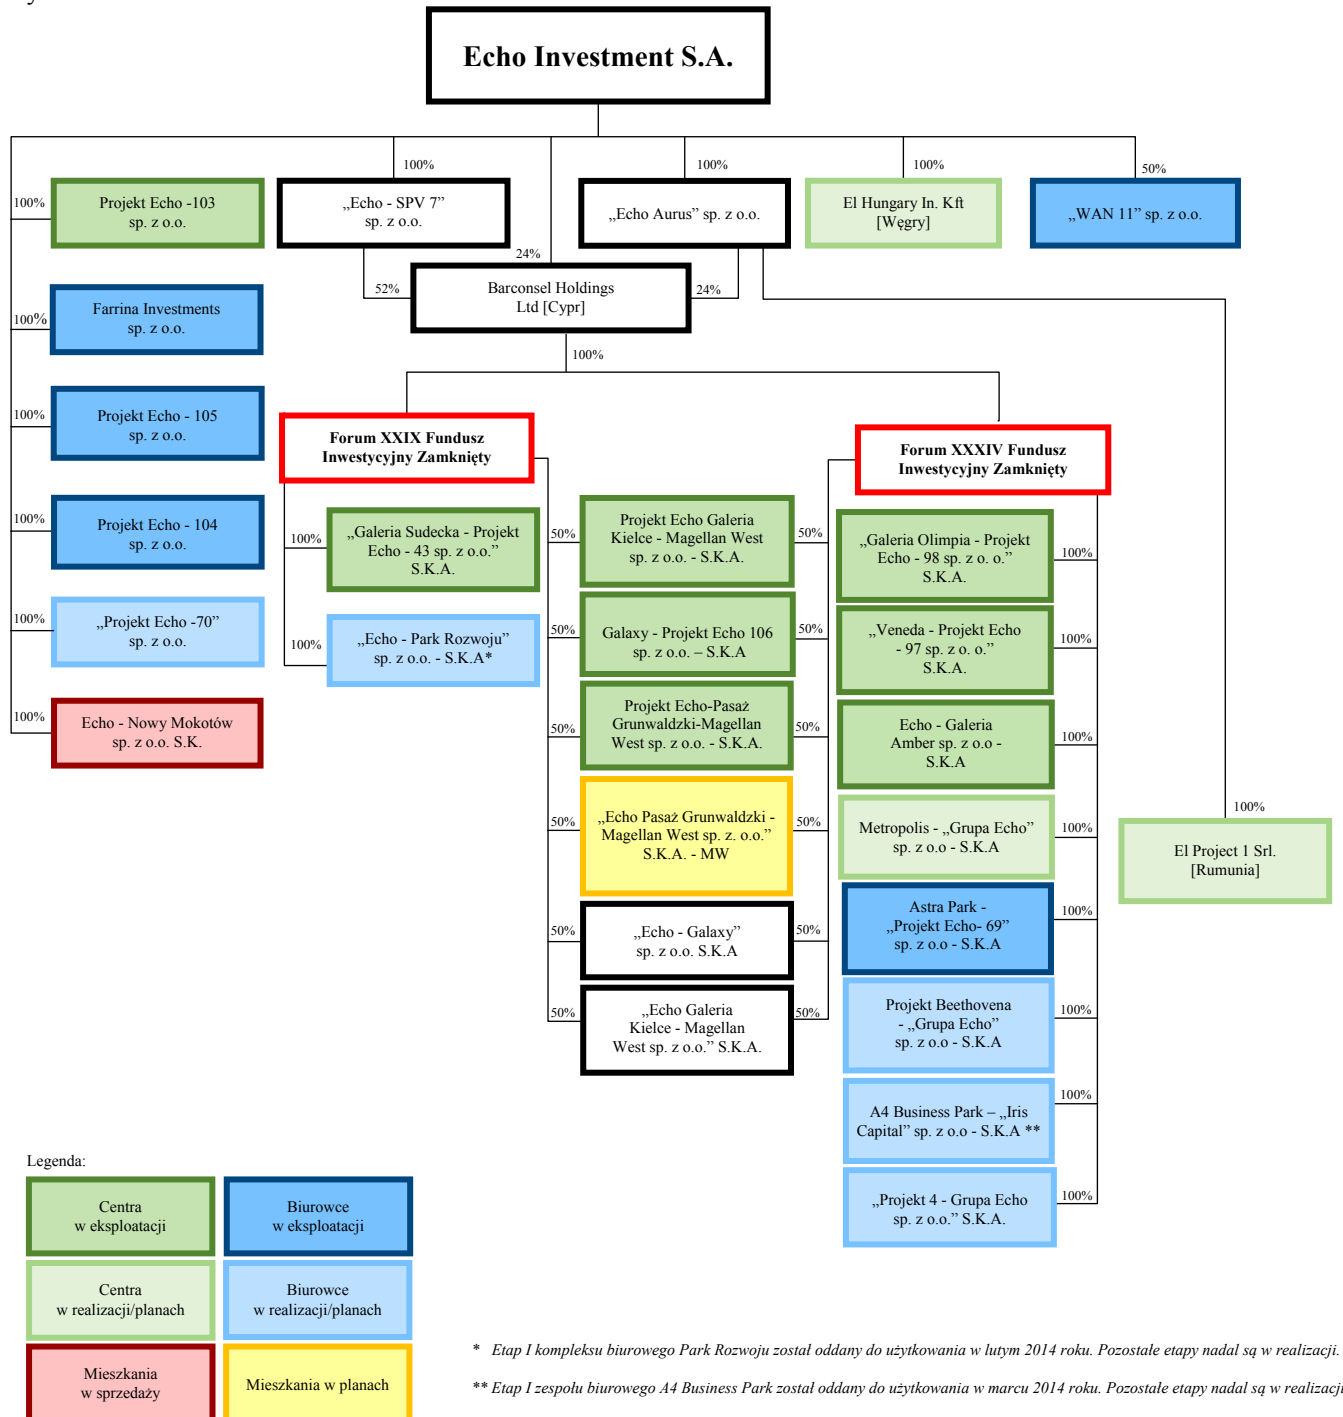 Echo Investment S.A.
100%
100%
100%
50%
100%
Projekt Echo -103
sp. z o.o.
„Echo - SPV 7”
sp. z o.o.
„Echo Aurus” sp. z o.o.
El Hungary In. Kft
[Węgry]
„WAN 11” sp. z o.o.
24%
52%
Barconsel Holdings
Ltd [Cypr]
24%
100%
Farrina Investments
sp. z o.o.
100%
100%
Projekt Echo - 105
sp. z o.o.
100%
Projekt Echo - 104
sp. z o.o.
100%
„Projekt Echo -70”
sp. z o.o.
100%
Echo - Nowy Mokotów
sp. z o.o. S.K.
Forum XXIX Fundusz
Inwestycyjny Zamknięty
100%
„Galeria Sudecka - Projekt
Echo - 43 sp. z o.o.”
S.K.A.
100%
„Echo - Park Rozwoju”
sp. z o.o. - S.K.A*
Forum XXXIV Fundusz
Inwestycyjny Zamknięty
50%
Projekt Echo Galeria
Kielce - Magellan West
sp. z o.o. - S.K.A.
50%
50%
Galaxy - Projekt Echo 106
sp. z o.o. – S.K.A
50%
50%
Projekt Echo-Pasaż
Grunwaldzki-Magellan
West sp. z o.o. - S.K.A.
50%
50%
„Echo Pasaż Grunwaldzki -
Magellan West sp. z. o.o.”
S.K.A. - MW
50%
50%
„Echo - Galaxy”
sp. z o.o. S.K.A
50%
50%
„Echo Galeria
Kielce - Magellan
West sp. z o.o.” S.K.A.
50%
„Galeria Olimpia - Projekt
Echo - 98 sp. z o. o.”
S.K.A.
100%
„Veneda - Projekt Echo
- 97 sp. z o. o.”
S.K.A.
100%
Echo - Galeria
Amber sp. z o.o -
S.K.A
100%
Metropolis - „Grupa Echo”
sp. z o.o - S.K.A
100%
Astra Park -
„Projekt Echo- 69”
sp. z o.o - S.K.A
100%
Projekt Beethovena
- „Grupa Echo”
sp. z o.o - S.K.A
100%
A4 Business Park – „Iris
Capital” sp. z o.o - S.K.A **
100%
„Projekt 4 - Grupa Echo
sp. z o.o.” S.K.A.
100%
100%
El Project 1 Srl.
[Rumunia]
Legenda:
Centra
w eksploatacji
Biurowce
w eksploatacji
Centra
w realizacji/planach
Biurowce
w realizacji/planach
Mieszkania
w sprzedaży
Mieszkania w planach
* Etap I kompleksu biurowego Park Rozwoju został oddany do użytkowania w lutym 2014 roku. Pozostałe etapy nadal są w realizacji.
** Etap I zespołu biurowego A4 Business Park został oddany do użytkowania w marcu 2014 roku. Pozostałe etapy nadal są w realizacji